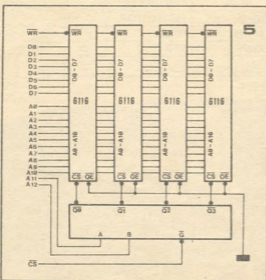 5
WR WR WR WR WR
D0
D1
D2
D3
D4
D5
D6
D7
D0-D7 D0-D7 D0-D7 D0-D7
6116 6116 6116 6116
A0
A1
A2
A3
A4
A5
A6
A7
A8
A9
A10
A11
A12
A0-A10 A0-A10 A0-A10 A0-A10
CS OE CS OE CS OE CS OE
Q0 Q1 Q2 Q3
A B G
CS